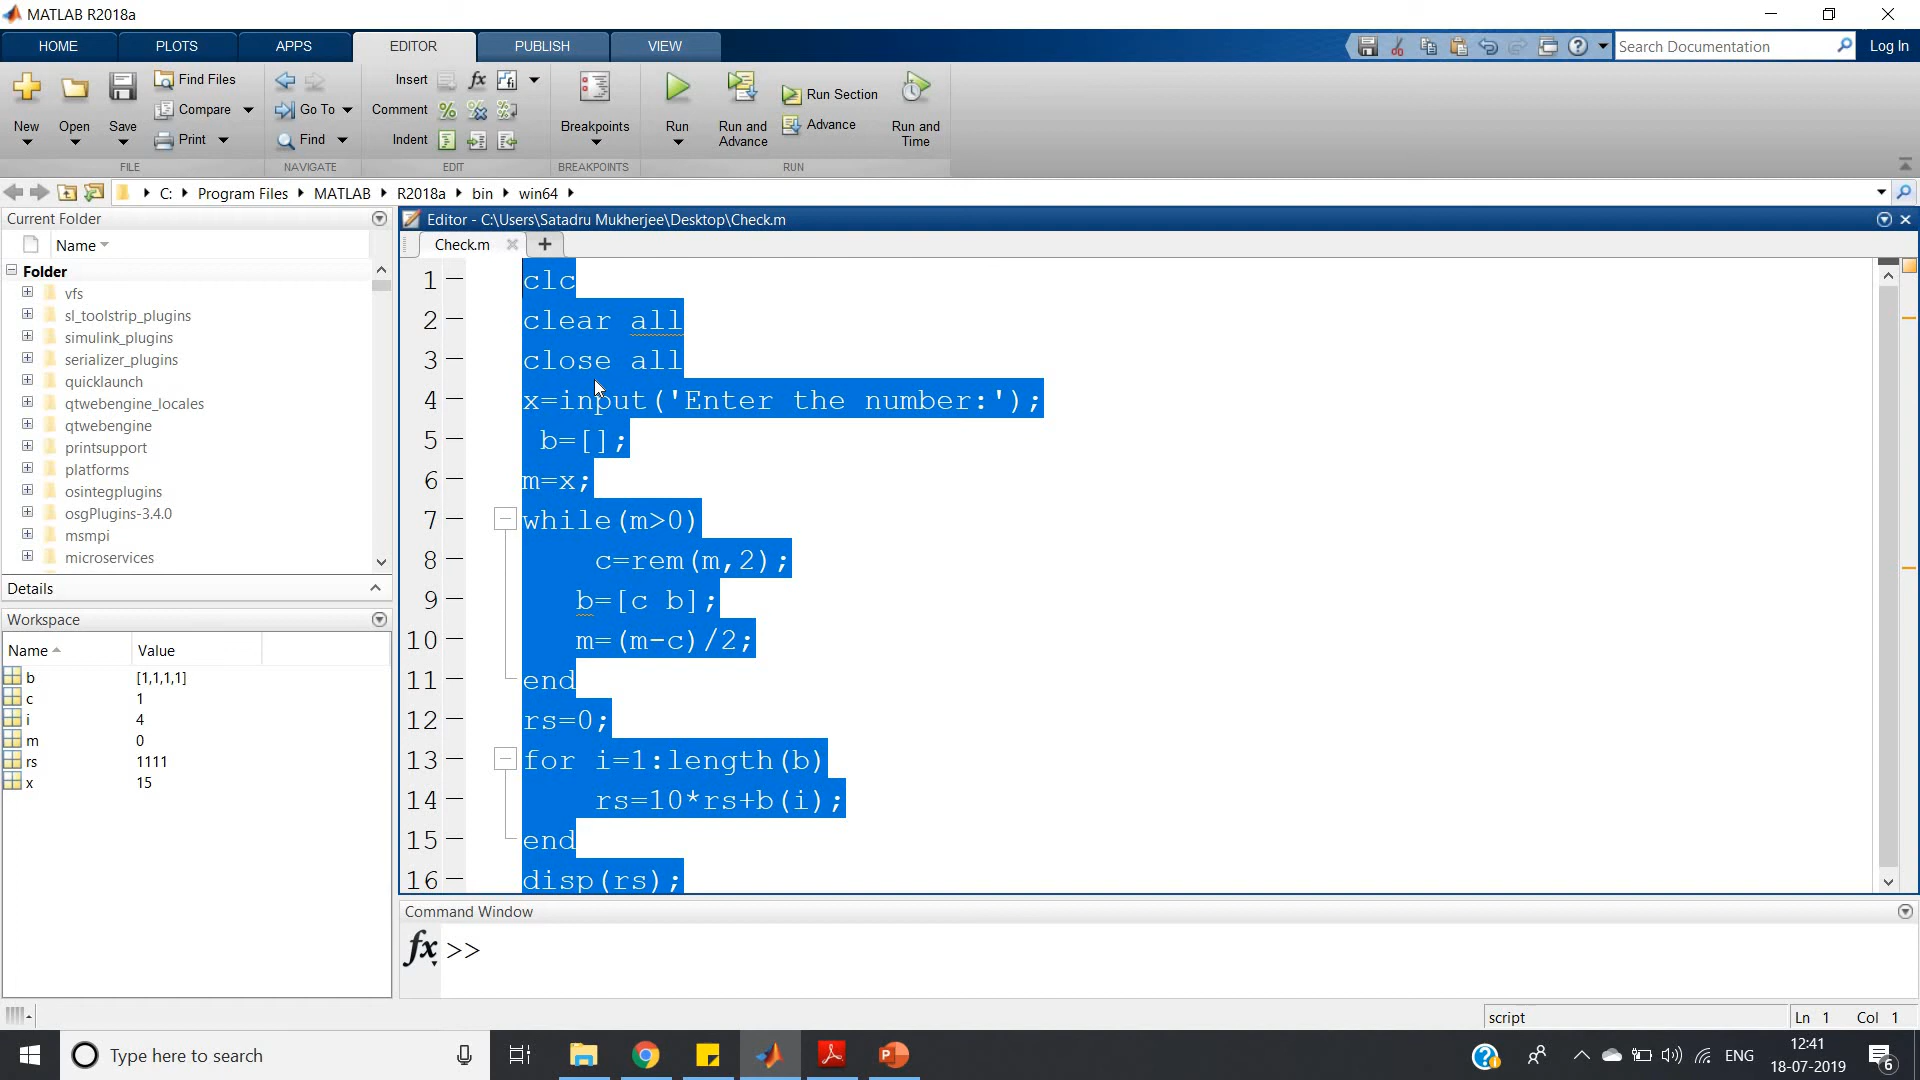 MATLAB R2018a
HOME PLOTS APPS EDITOR PUBLISH VIEW
Search Documentation Log In
New Open Save
Find Files
Compare
Print
Go To
Find
Insert
Comment
Indent
Breakpoints
Run
Run and Advance
Run Section
Advance
Run and Time
FILE NAVIGATE EDIT BREAKPOINTS RUN
C: Program Files MATLAB R2018a bin win64
Current Folder
Name
Folder
vfs
sl_toolstrip_plugins
simulink_plugins
serializer_plugins
quicklaunch
qtwebengine_locales
qtwebengine
printsupport
platforms
osintegplugins
osgPlugins-3.4.0
msmpi
microservices
Details
Workspace
Name Value
b [1,1,1,1]
c 1
i 4
m 0
rs 1111
x 15
Editor - C:\Users\Satadru Mukherjee\Desktop\Check.m
Check.m
1 clc
2 clear all
3 close all
4 x=input('Enter the number:');
5 b=[];
6 m=x;
7 while(m>0)
8 c=rem(m,2);
9 b=[c b];
10 m=(m-c)/2;
11 end
12 rs=0;
13 for i=1:length(b)
14 rs=10*rs+b(i);
15 end
16 disp(rs);
Command Window
fx >>
script Ln 1 Col 1
Type here to search
ENG
12:41
18-07-2019
6